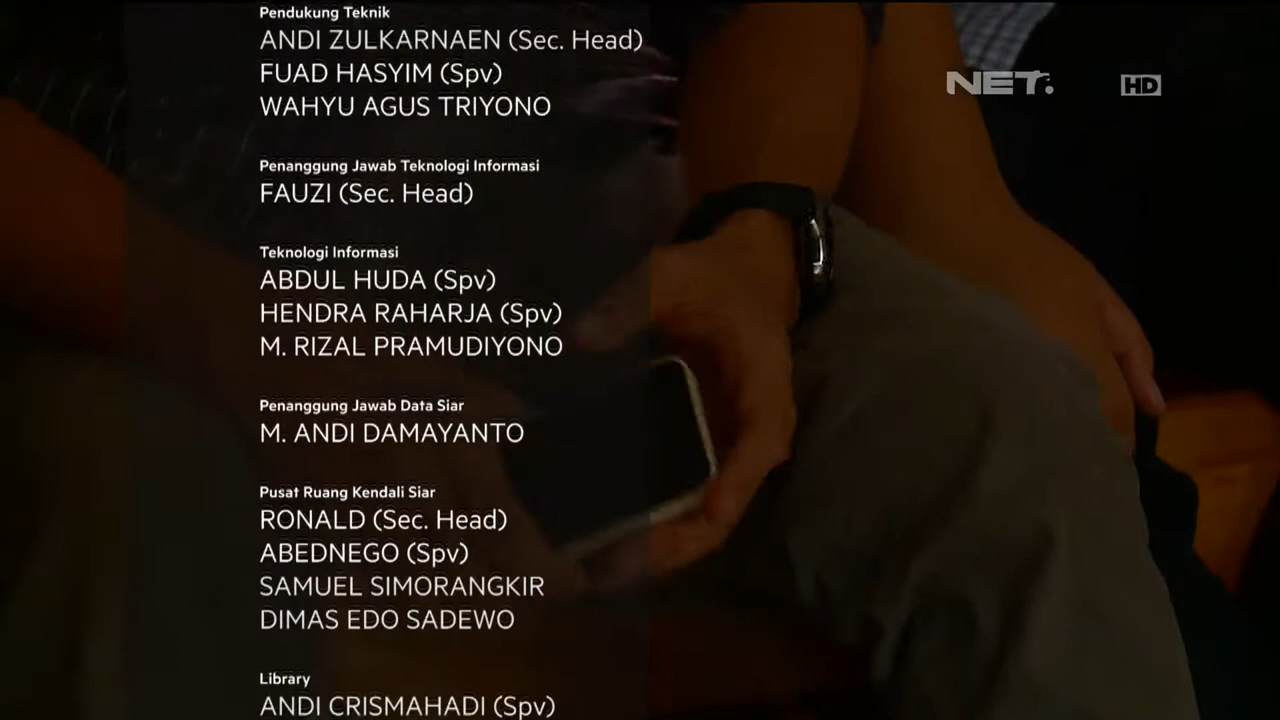 Pendukung Teknik
ANDI ZULKARNAEN (Sec. Head)
FUAD HASYIM (Spv)
WAHYU AGUS TRIYONO
NET.
HD
Penanggung Jawab Teknologi Informasi
FAUZI (Sec. Head)
Teknologi Informasi
ABDUL HUDA (Spv)
HENDRA RAHARJA (Spv)
M. RIZAL PRAMUDIYONO
Penanggung Jawab Data Siar
M. ANDI DAMAYANTO
Pusat Ruang Kendali Siar
RONALD (Sec. Head)
ABEDNEGO (Spv)
SAMUEL SIMORANGKIR
DIMAS EDO SADEWO
Library
ANDI CRISMAHADI (Spv)